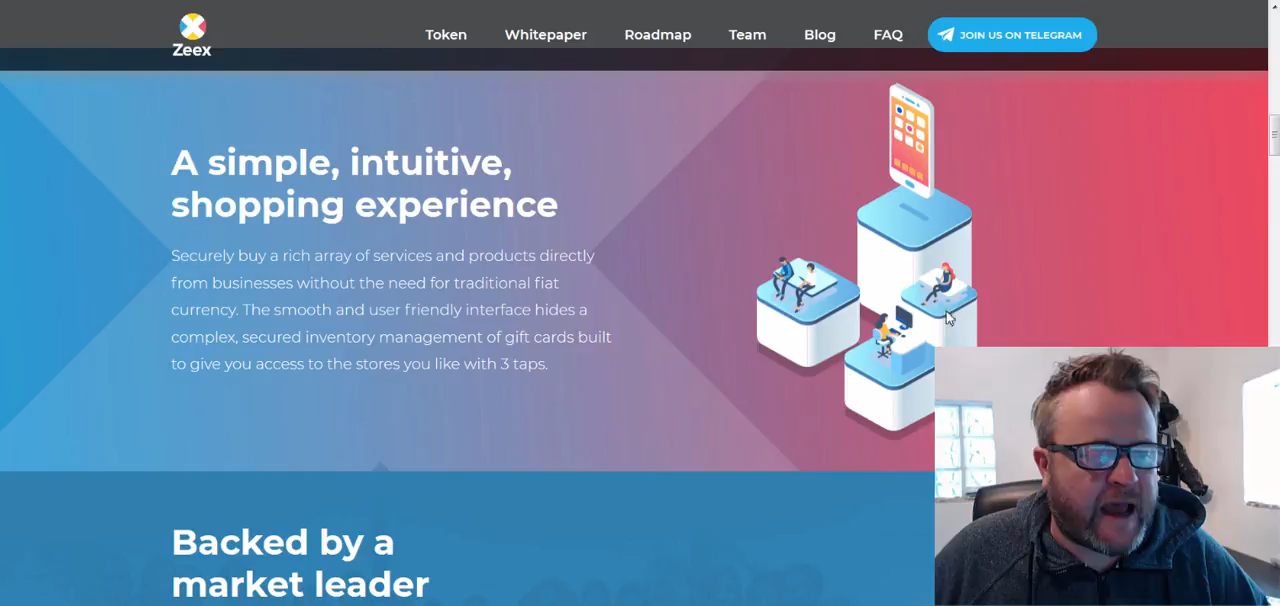 Zeex
Token
Whitepaper
Roadmap
Team
Blog
FAQ
JOIN US ON TELEGRAM
A simple, intuitive,
shopping experience
Securely buy a rich array of services and products directly
from businesses without the need for traditional fiat
currency. The smooth and user friendly interface hides a
complex, secured inventory management of gift cards built
to give you access to the stores you like with 3 taps.
Backed by a
market leader